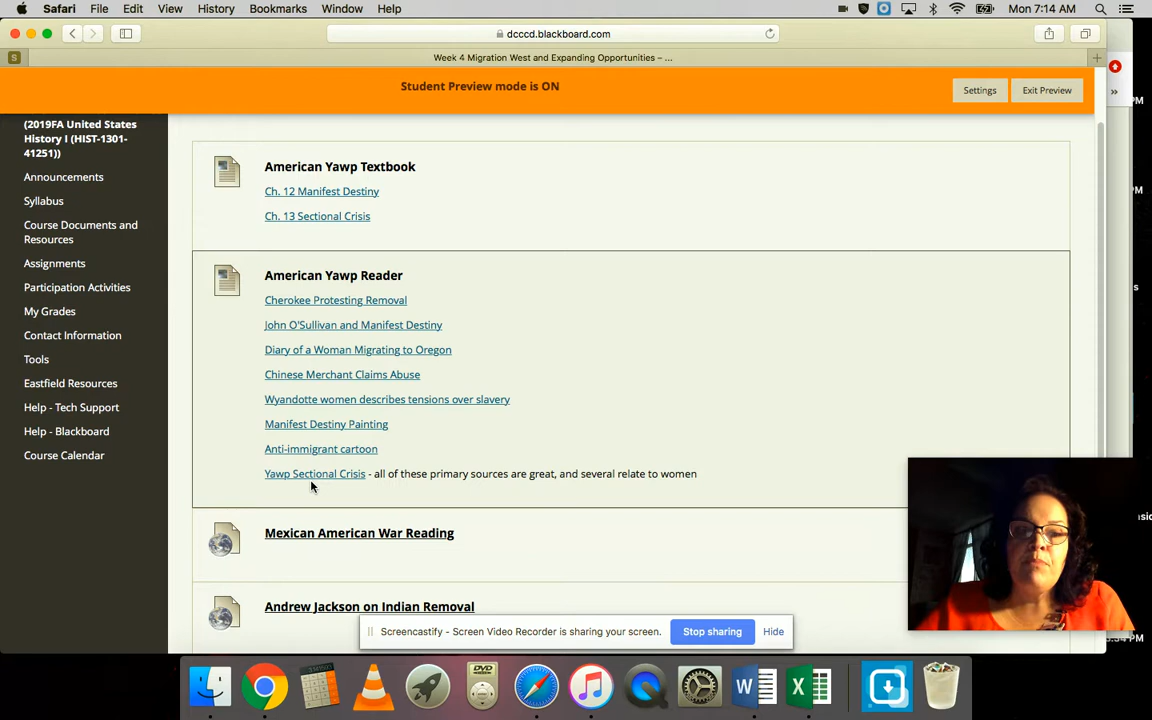 Safari File Edit View History Bookmarks Window Help Mon 7:14 AM
dcccd.blackboard.com
S Week 4 Migration West and Expanding Opportunities – ...
Student Preview mode is ON
Settings Exit Preview
(2019FA United States
History I (HIST-1301-
41251))
Announcements
Syllabus
Course Documents and
Resources
Assignments
Participation Activities
My Grades
Contact Information
Tools
Eastfield Resources
Help - Tech Support
Help - Blackboard
Course Calendar
American Yawp Textbook
Ch. 12 Manifest Destiny
Ch. 13 Sectional Crisis
American Yawp Reader
Cherokee Protesting Removal
John O'Sullivan and Manifest Destiny
Diary of a Woman Migrating to Oregon
Chinese Merchant Claims Abuse
Wyandotte women describes tensions over slavery
Manifest Destiny Painting
Anti-immigrant cartoon
Yawp Sectional Crisis - all of these primary sources are great, and several relate to women
Mexican American War Reading
Andrew Jackson on Indian Removal
Screencastify - Screen Video Recorder is sharing your screen. Stop sharing Hide
DVD
W
X